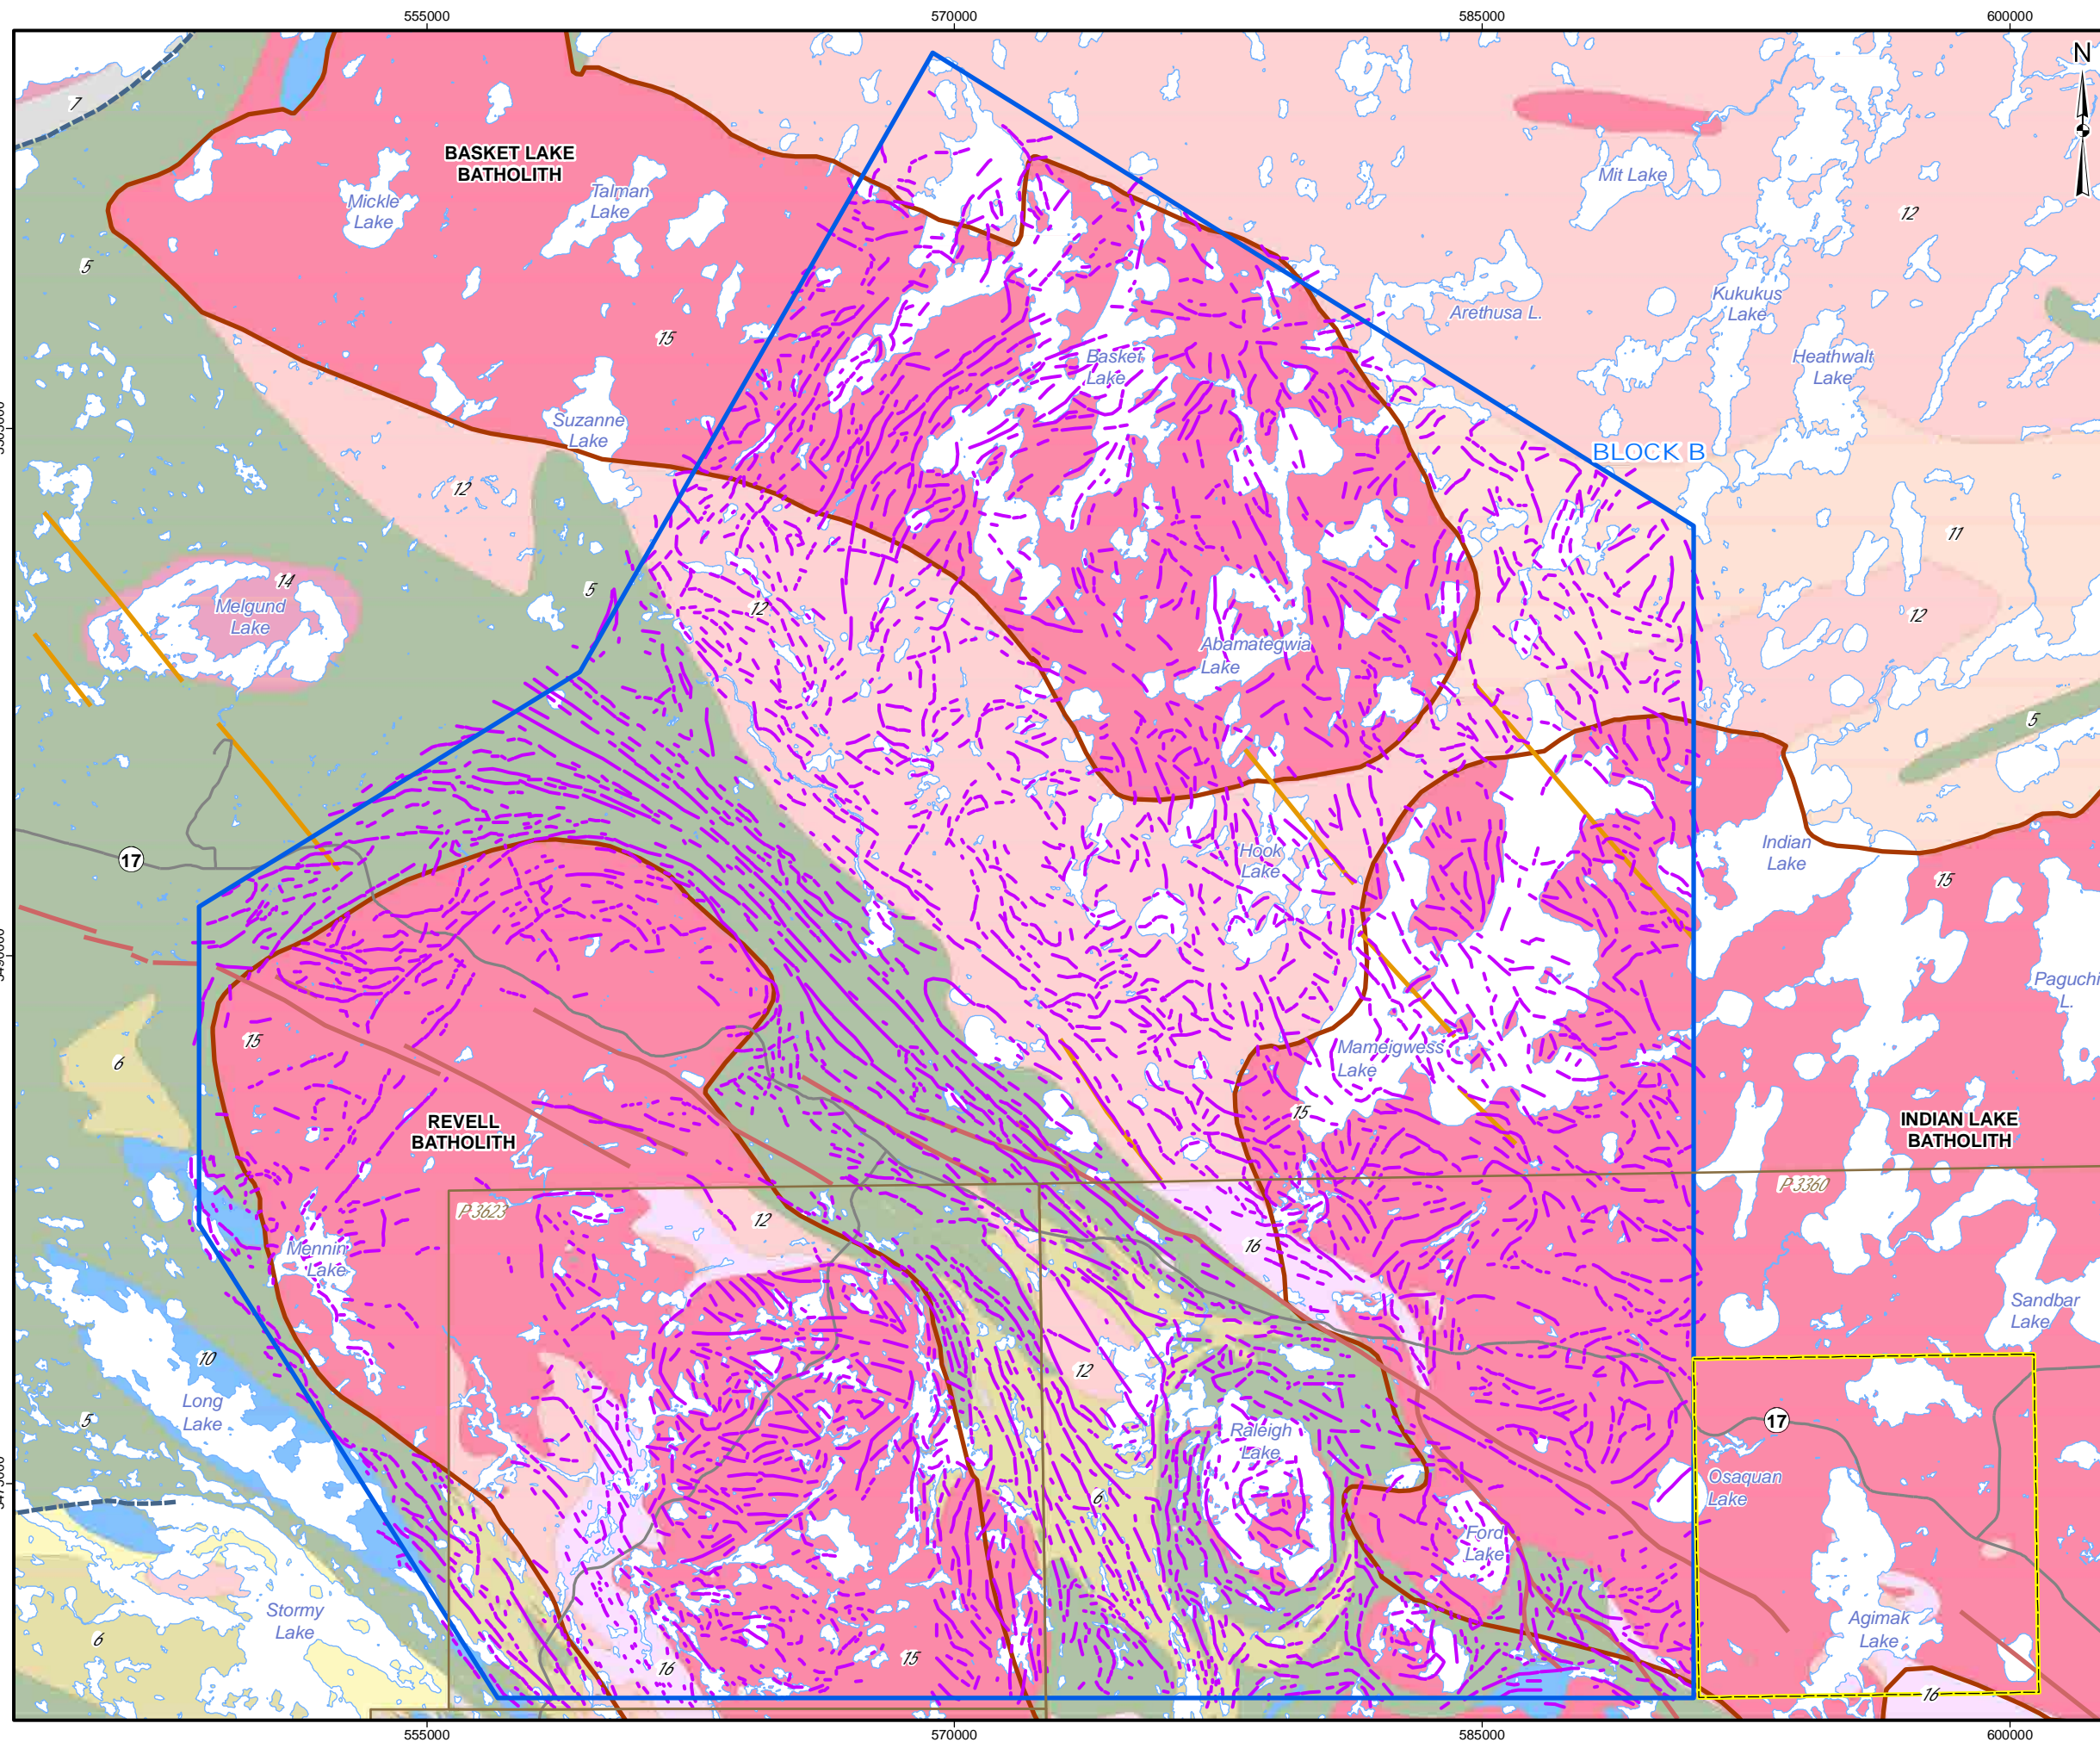 555000
570000
585000
600000
N
7
BASKET LAKE
BATHOLITH
Mickle
Lake
Talman
Lake
Mit Lake
12
5
Kukukus
Lake
Arethusa L.
15
Basket
Lake
Heathwalt
Lake
Suzanne
Lake
BLOCK B
12
11
14
Melgund
Lake
5
12
12
Abamategwia
Lake
5
17
Hook
Lake
Indian
Lake
15
Paguchi
L.
15
6
Mameigwess
Lake
15
REVELL
BATHOLITH
INDIAN LAKE
BATHOLITH
P3623
P3360
12
16
Mennin
Lake
Sandbar
Lake
10
12
Long
Lake
5
17
Raleigh
Lake
Osaquan
Lake
6
Ford
Lake
Stormy
Lake
Agimak
Lake
6
15
16
16
555000
570000
585000
600000